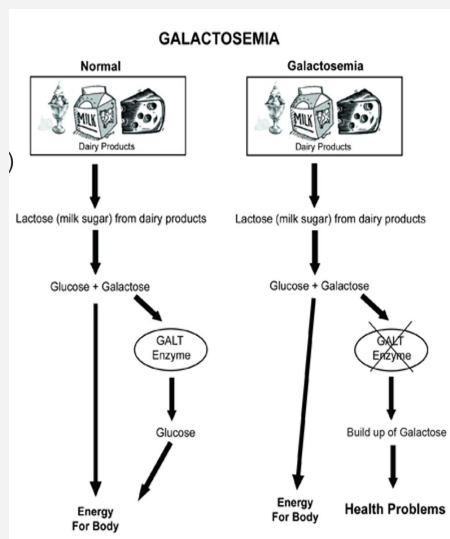 GALACTOSEMIA
Normal
MILK
Dairy Products
Lactose (milk sugar) from dairy products
Glucose + Galactose
GALT
Enzyme
Glucose
Energy
For Body
Galactosemia
MILK
Dairy Products
Lactose (milk sugar) from dairy products
Glucose + Galactose
GALT
Enzyme
Build up of Galactose
Energy
For Body
Health Problems
)